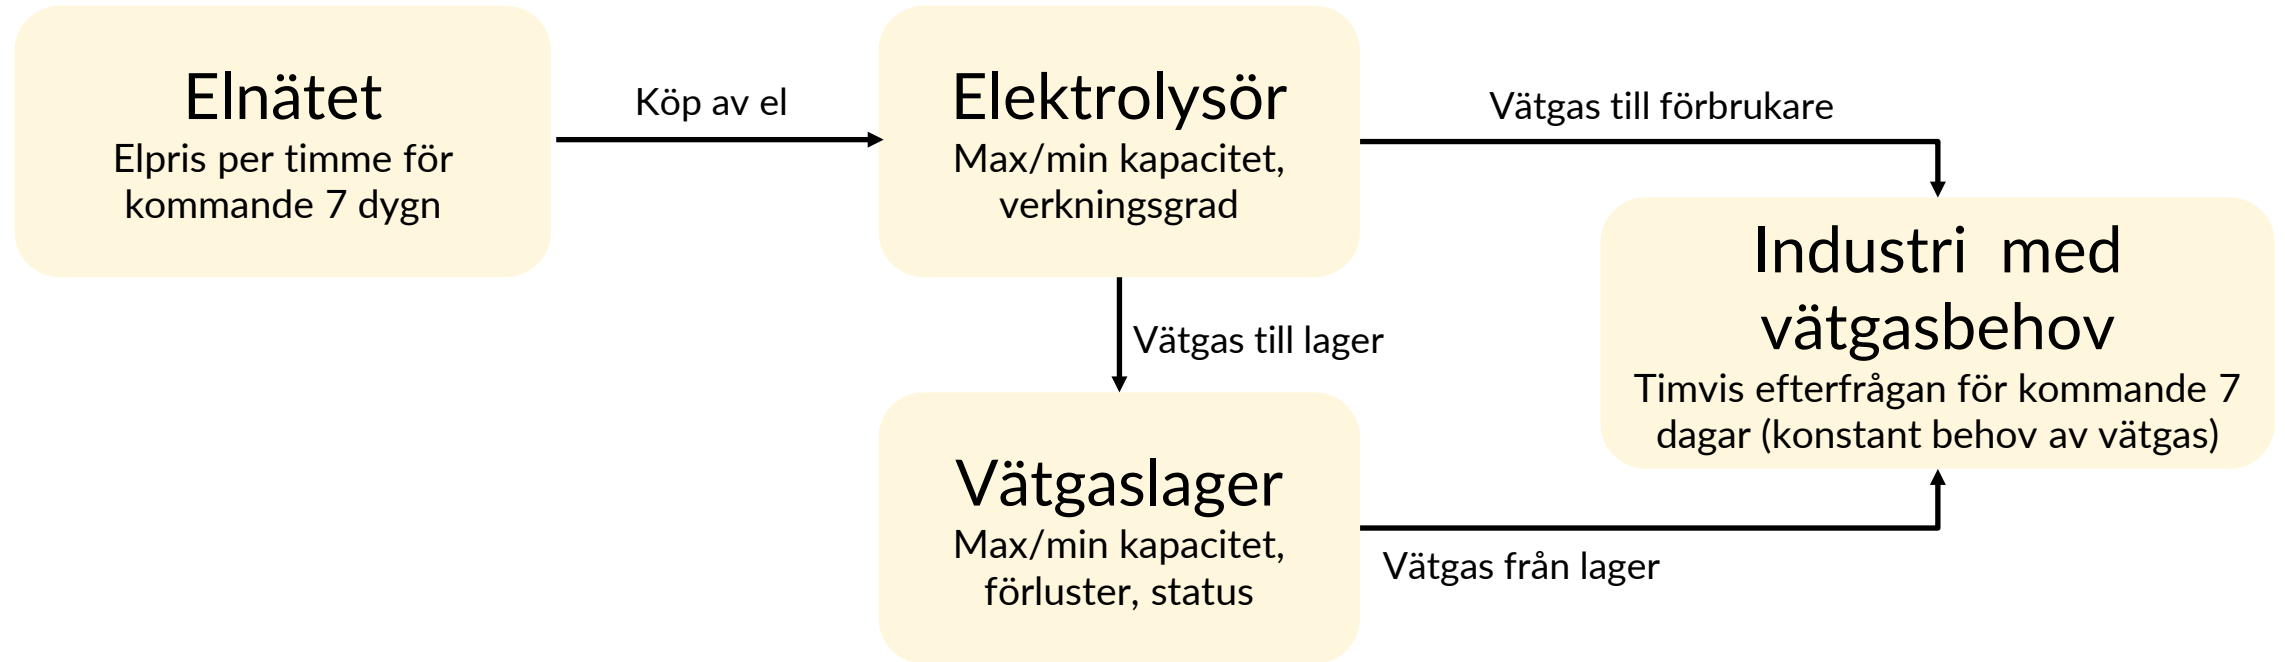 Elnätet
Elpris per timme för
kommande 7 dygn
Köp av el
Elektrolysör
Max/min kapacitet,
verkningsgrad
Vätgas till förbrukare
Industri med
vätgasbehov
Timvis efterfrågan för kommande 7
dagar (konstant behov av vätgas)
Vätgas till lager
Vätgaslager
Max/min kapacitet,
förluster, status
Vätgas från lager